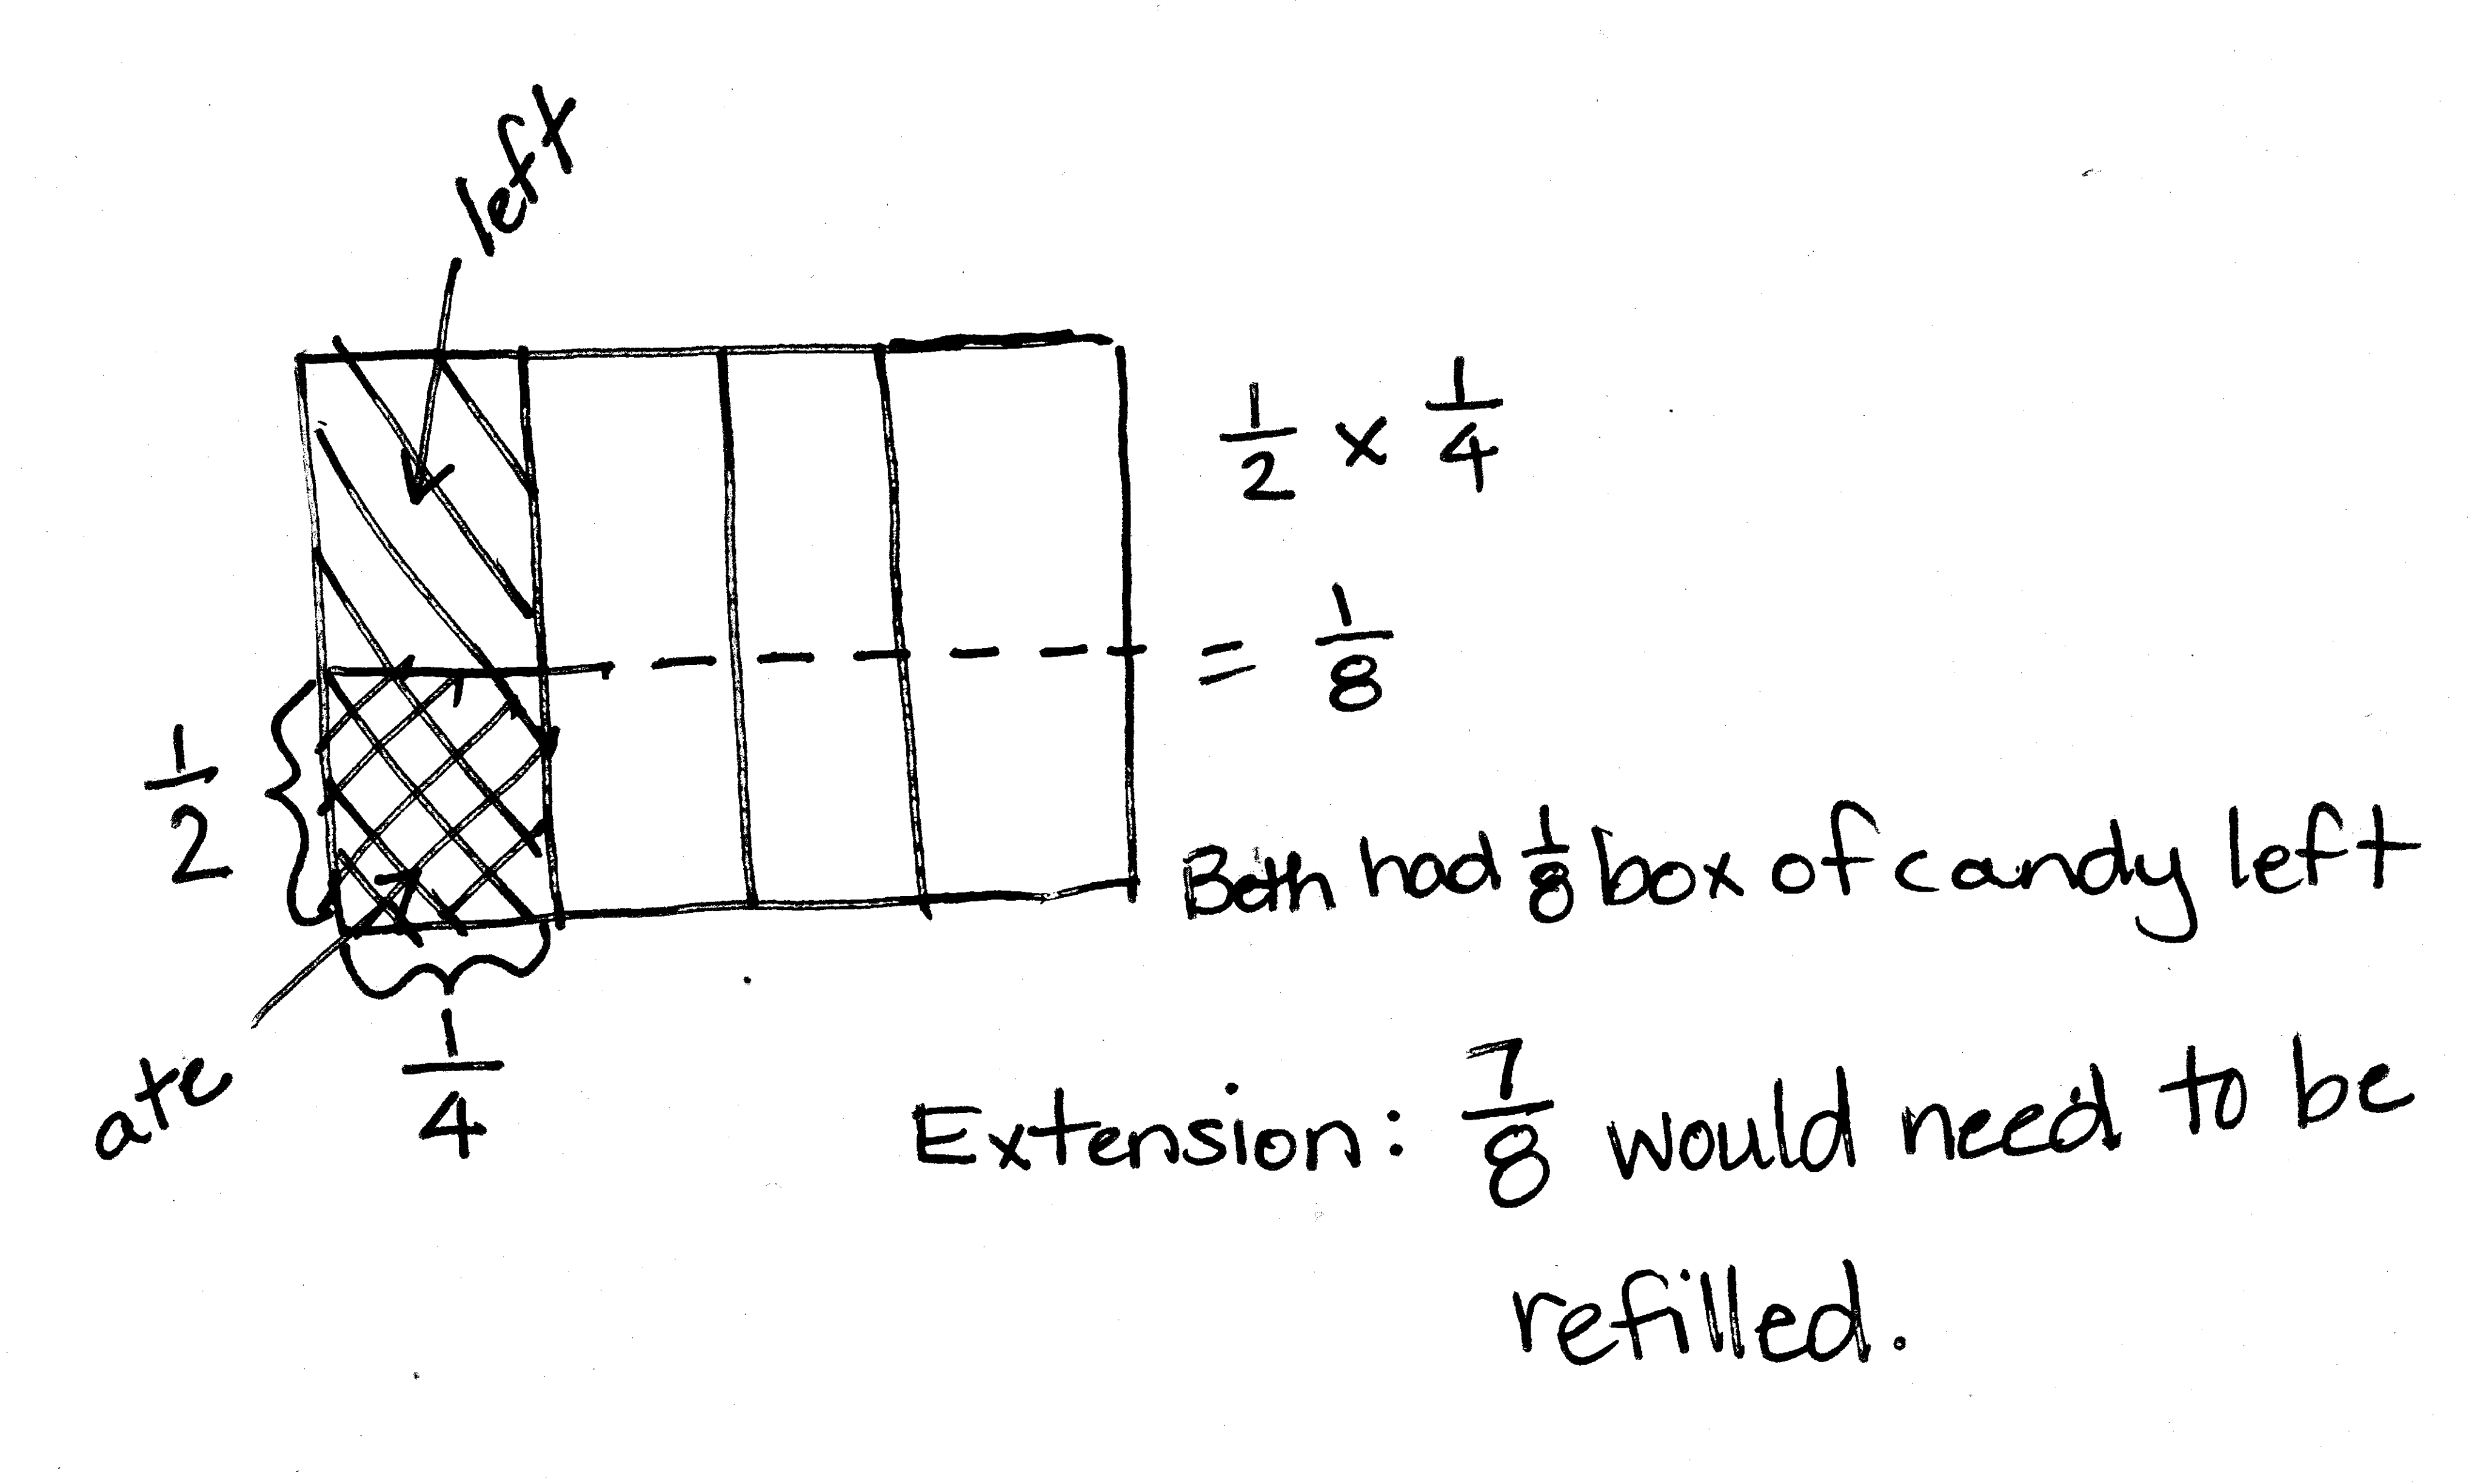 left
1/2 × 1/4
= 1/8
1/2
Both had 1/8 box of candy left
ate
1/4
Extension: 7/8 would need to be
refilled.